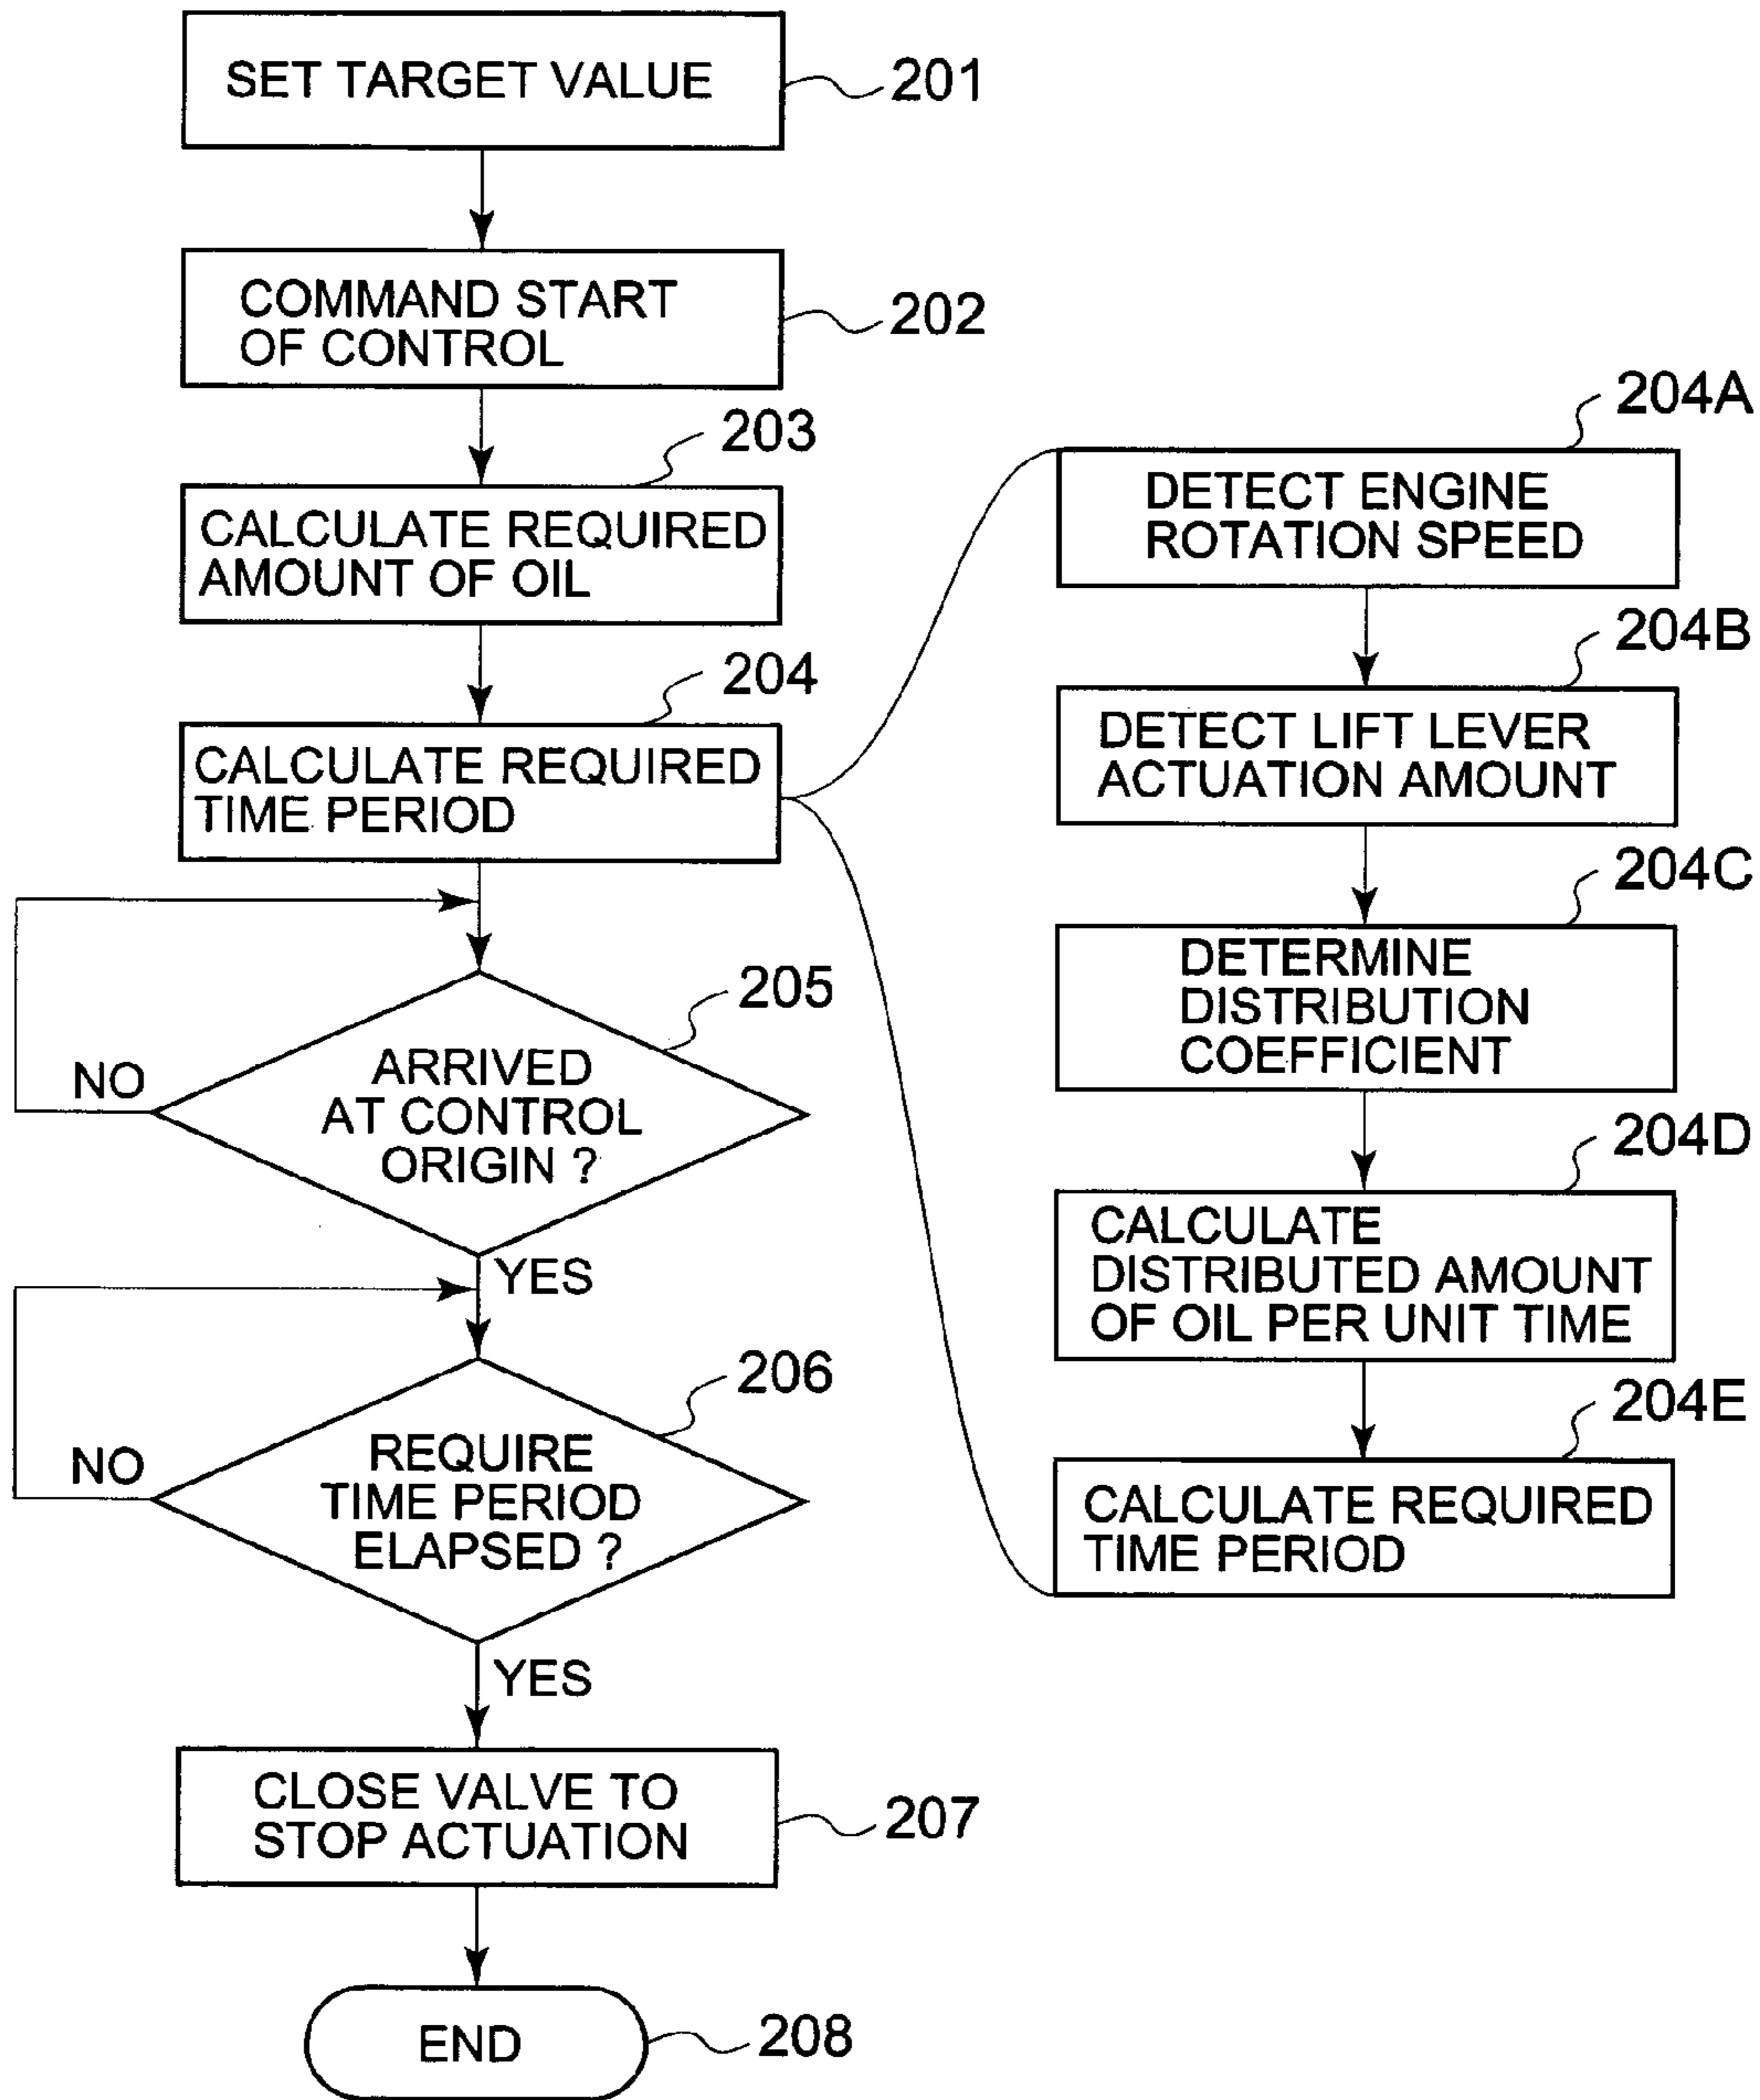 SET TARGET VALUE
201
COMMAND START
OF CONTROL
202
203
CALCULATE REQUIRED
AMOUNT OF OIL
204
CALCULATE REQUIRED
TIME PERIOD
205
ARRIVED
AT CONTROL
ORIGIN ?
NO
YES
206
REQUIRE
TIME PERIOD
ELAPSED ?
NO
YES
CLOSE VALVE TO
STOP ACTUATION
207
END
208
204A
DETECT ENGINE
ROTATION SPEED
204B
DETECT LIFT LEVER
ACTUATION AMOUNT
204C
DETERMINE
DISTRIBUTION
COEFFICIENT
204D
CALCULATE
DISTRIBUTED AMOUNT
OF OIL PER UNIT TIME
204E
CALCULATE REQUIRED
TIME PERIOD